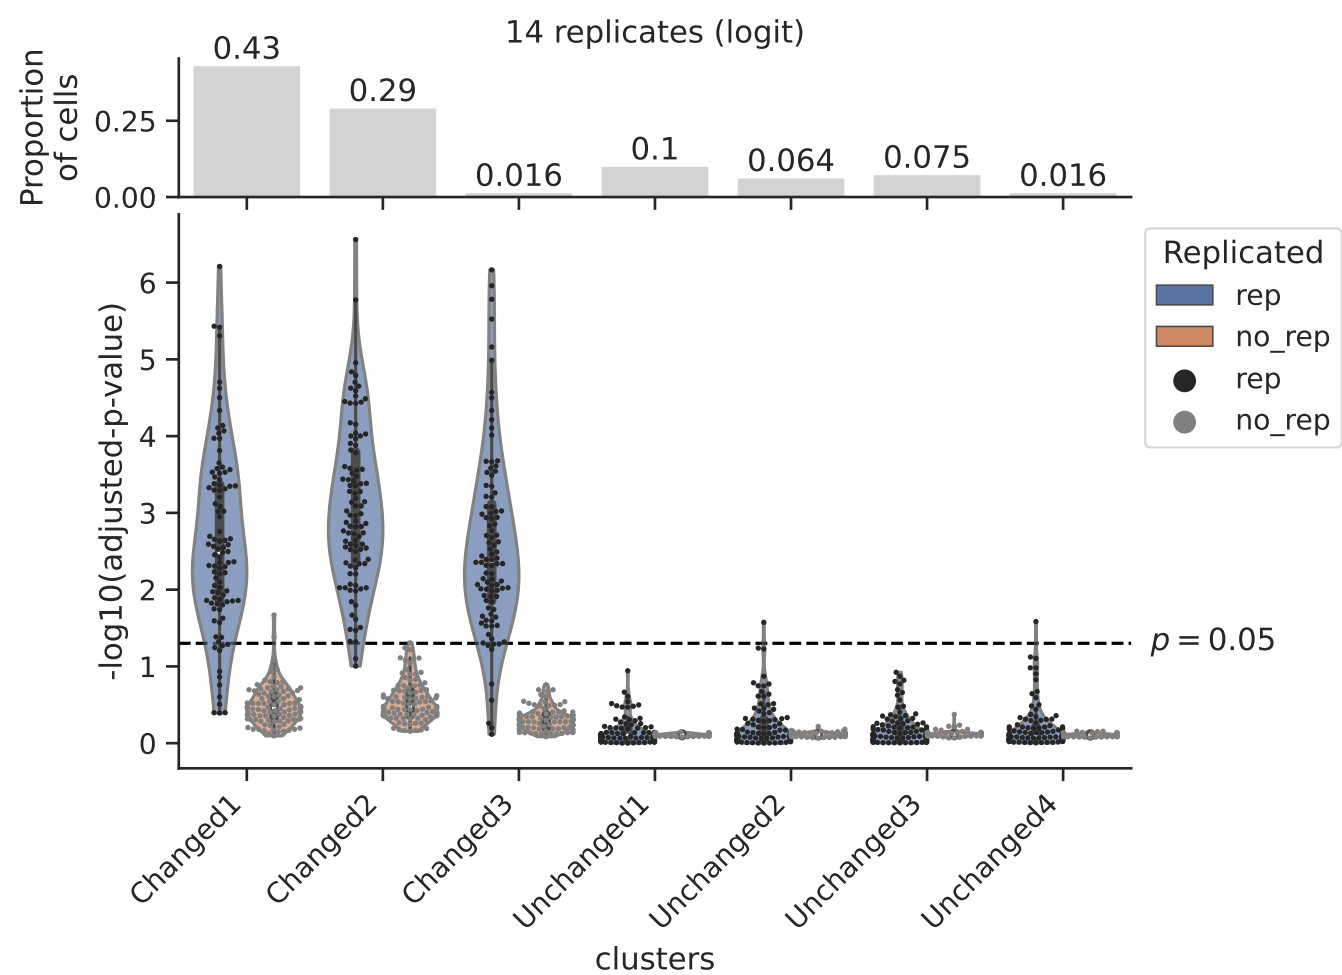 14 replicates (logit)
Proportion
of cells
0.25
0.00
0.43
0.29
0.016
0.1
0.064
0.075
0.016
-log10(adjusted-p-value)
6
5
4
3
2
1
0
p = 0.05
Replicated
rep
no_rep
rep
no_rep
Changed1
Changed2
Changed3
Unchanged1
Unchanged2
Unchanged3
Unchanged4
clusters